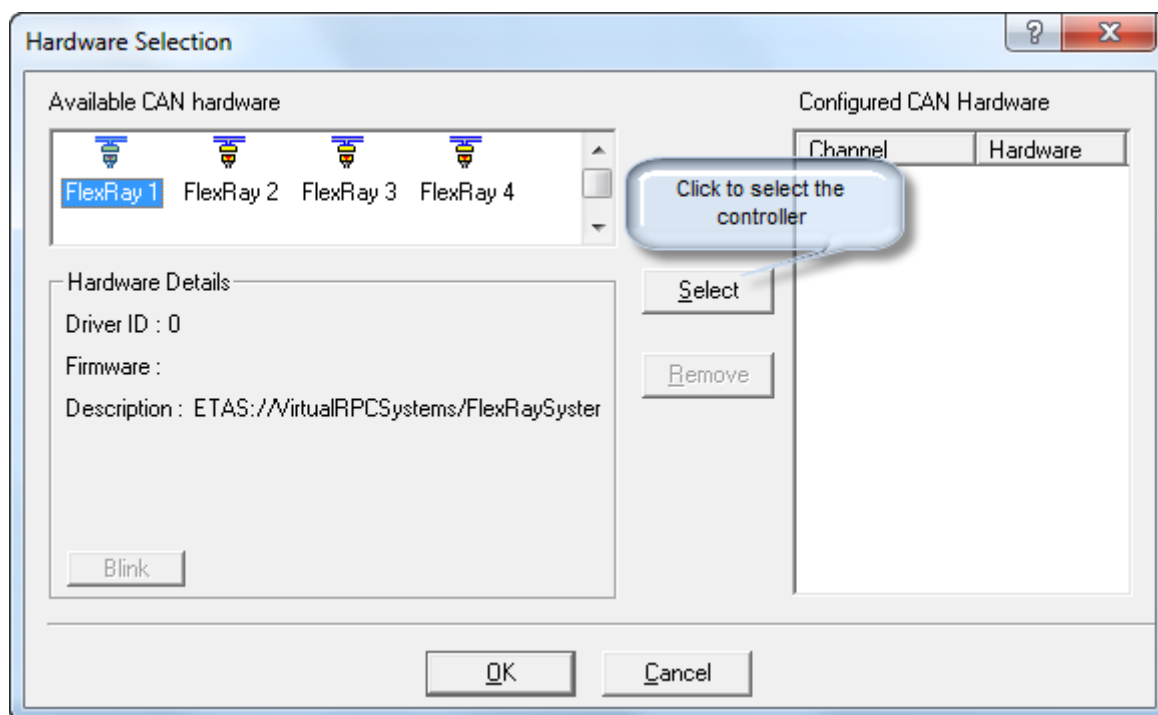 Hardware Selection
Available CAN hardware
FlexRay 1 FlexRay 2 FlexRay 3 FlexRay 4
Configured CAN Hardware
Channel Hardware
Click to select the
controller
Select
Remove
Hardware Details
Driver ID : 0
Firmware :
Description : ETAS://VirtualRPCSystems/FlexRaySyster
Blink
OK Cancel